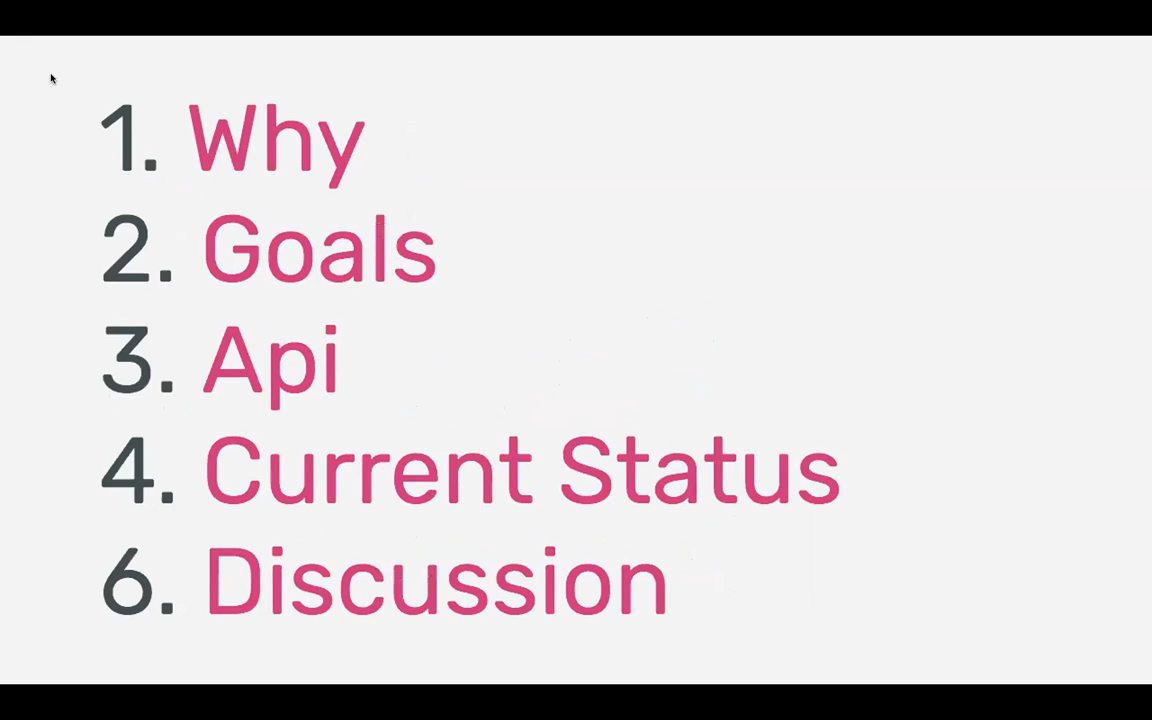 1. Why
2. Goals
3. Api
4. Current Status
6. Discussion